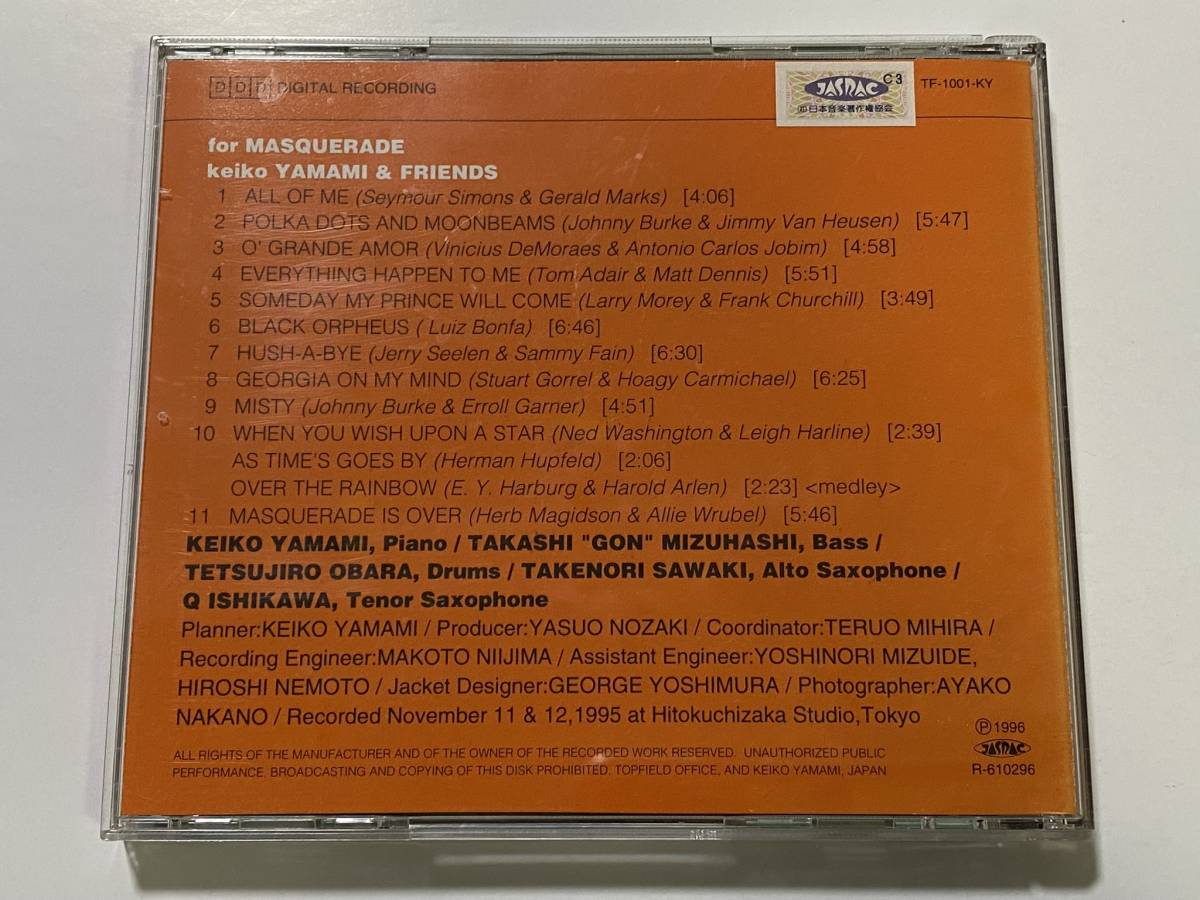 DDD DIGITAL RECORDING
JASRAC C3
日本音楽著作権協会
TF-1001-KY
for MASQUERADE
keiko YAMAMI & FRIENDS
1 ALL OF ME (Seymour Simons & Gerald Marks) [4:06]
2 POLKA DOTS AND MOONBEAMS (Johnny Burke & Jimmy Van Heusen) [5:47]
3 O' GRANDE AMOR (Vinicius DeMoraes & Antonio Carlos Jobim) [4:58]
4 EVERYTHING HAPPEN TO ME (Tom Adair & Matt Dennis) [5:51]
5 SOMEDAY MY PRINCE WILL COME (Larry Morey & Frank Churchill) [3:49]
6 BLACK ORPHEUS ( Luiz Bonfa) [6:46]
7 HUSH-A-BYE (Jerry Seelen & Sammy Fain) [6:30]
8 GEORGIA ON MY MIND (Stuart Gorrel & Hoagy Carmichael) [6:25]
9 MISTY (Johnny Burke & Erroll Garner) [4:51]
10 WHEN YOU WISH UPON A STAR (Ned Washington & Leigh Harline) [2:39]
AS TIME'S GOES BY (Herman Hupfeld) [2:06]
OVER THE RAINBOW (E. Y. Harburg & Harold Arlen) [2:23] <medley>
11 MASQUERADE IS OVER (Herb Magidson & Allie Wrubel) [5:46]
KEIKO YAMAMI, Piano / TAKASHI "GON" MIZUHASHI, Bass /
TETSUJIRO OBARA, Drums / TAKENORI SAWAKI, Alto Saxophone /
Q ISHIKAWA, Tenor Saxophone
Planner:KEIKO YAMAMI / Producer:YASUO NOZAKI / Coordinator:TERUO MIHIRA /
Recording Engineer:MAKOTO NIIJIMA / Assistant Engineer:YOSHINORI MIZUIDE,
HIROSHI NEMOTO / Jacket Designer:GEORGE YOSHIMURA / Photographer:AYAKO
NAKANO / Recorded November 11 & 12,1995 at Hitokuchizaka Studio,Tokyo
ALL RIGHTS OF THE MANUFACTURER AND OF THE OWNER OF THE RECORDED WORK RESERVED. UNAUTHORIZED PUBLIC
PERFORMANCE, BROADCASTING AND COPYING OF THIS DISK PROHIBITED. TOPFIELD OFFICE, AND KEIKO YAMAMI, JAPAN
Ⓟ1996
JASRAC
R-610296